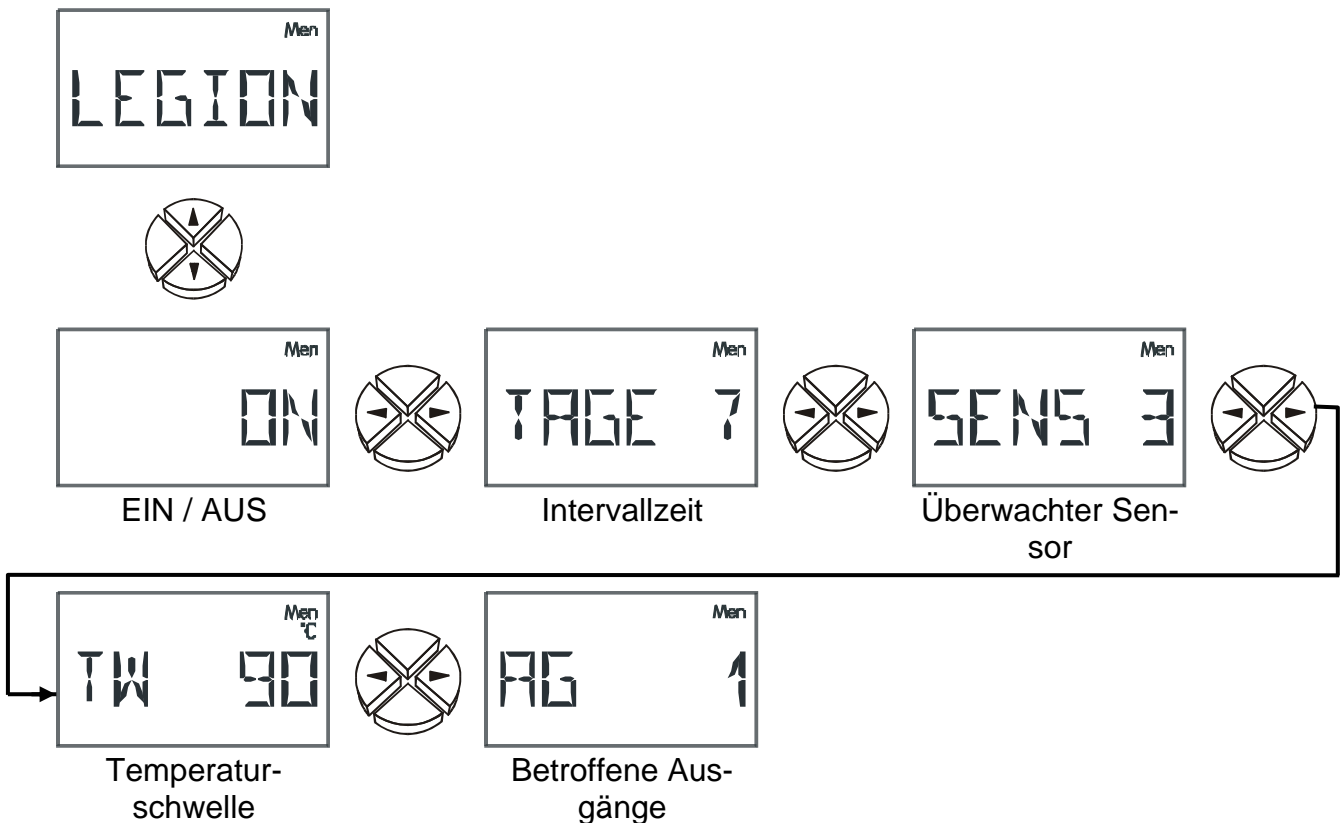 Men
LEGION
Men
ON
EIN / AUS
Men
TAGE 7
Intervallzeit
Men
SENS 3
Überwachter Sen-
sor
Men
°C
TW 90
Temperatur-
schwelle
Men
AG 1
Betroffene Aus-
gänge